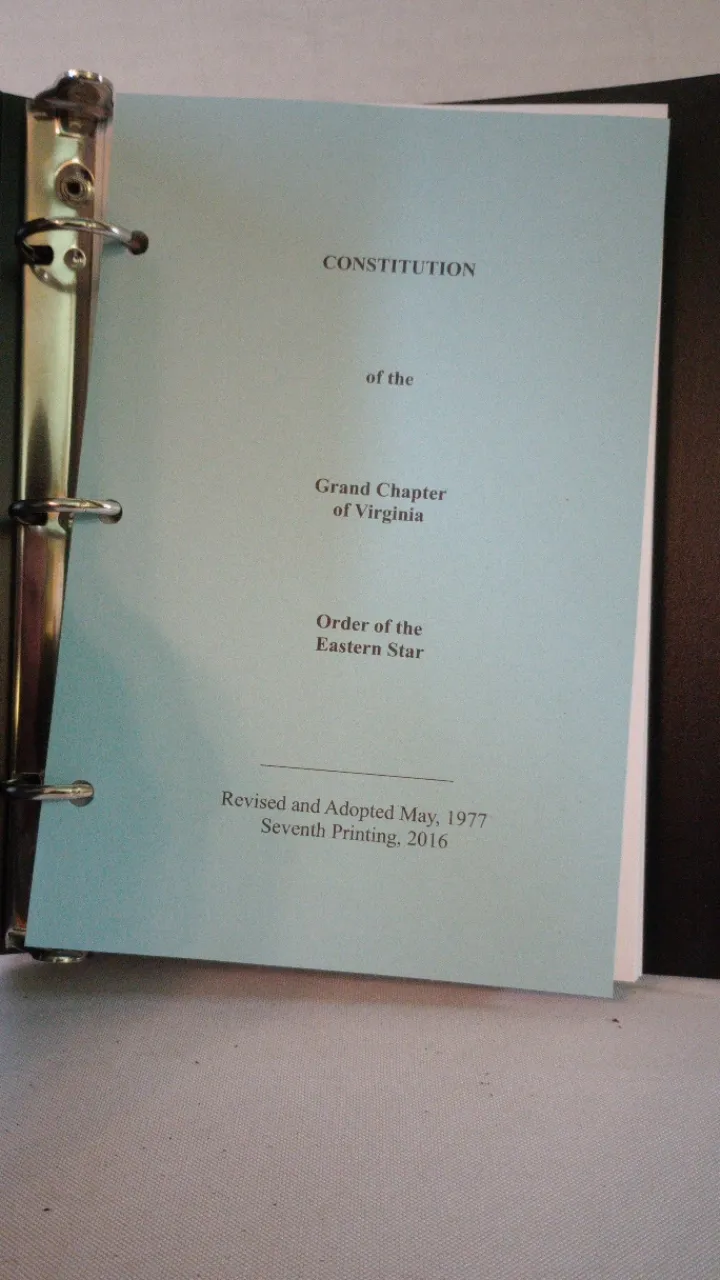 CONSTITUTION
of the
Grand Chapter
of Virginia
Order of the
Eastern Star
Revised and Adopted May, 1977
Seventh Printing, 2016